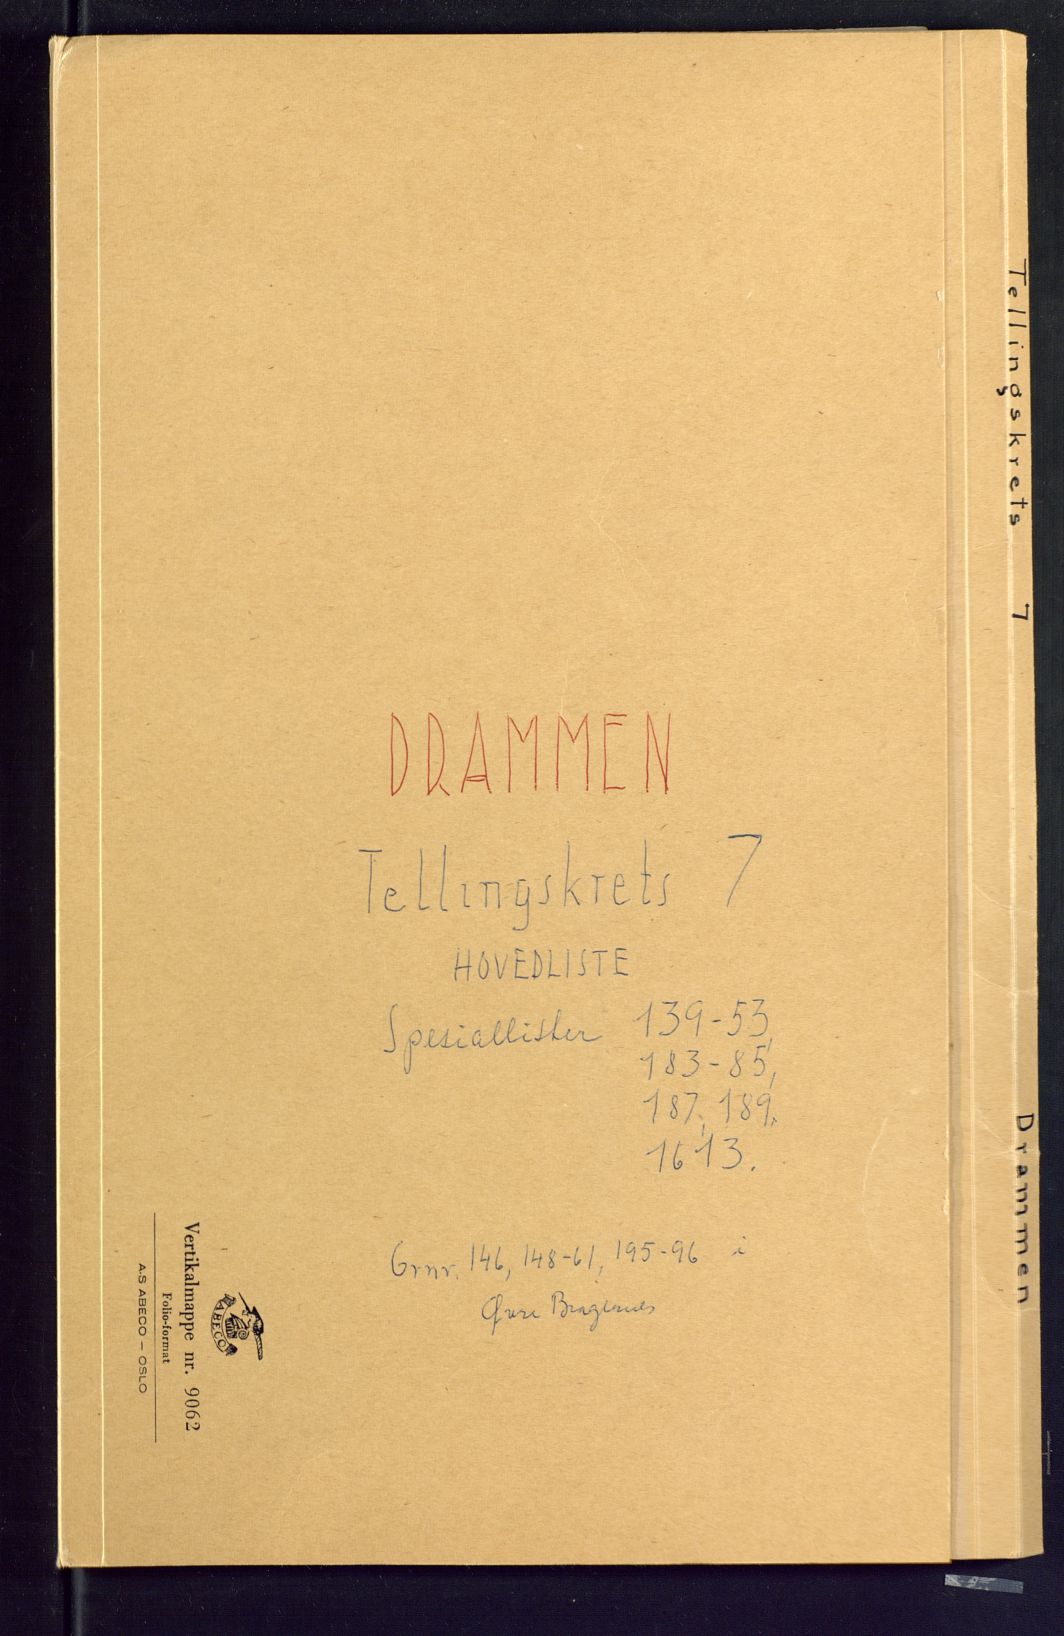 DRAMMEN
Tellingskrets 7
HOVEDLISTE
Spesiallister 139-53,
183-85,
187, 189,
1613.
Grnr. 146, 148-61, 195-96 i
Øvre Bragernes
Tellingskrets 7 Drammen
ABECO
Vertikalmappe nr. 9062
Folio-format
A.S ABECO – OSLO